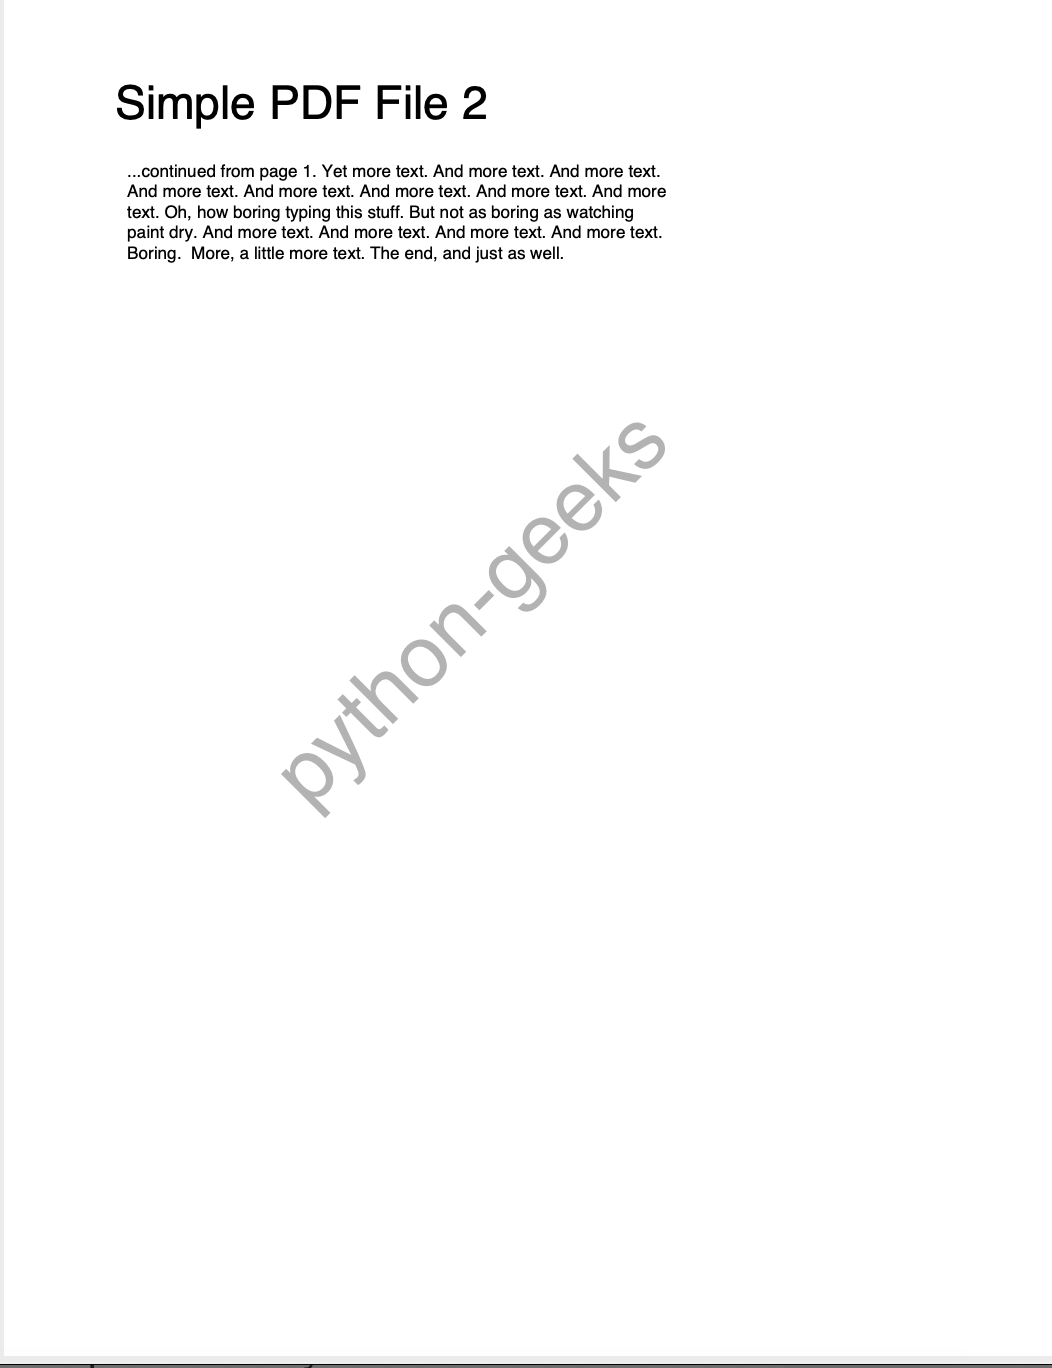 Simple PDF File 2
...continued from page 1. Yet more text. And more text. And more text.
And more text. And more text. And more text. And more text. And more
text. Oh, how boring typing this stuff. But not as boring as watching
paint dry. And more text. And more text. And more text. And more text.
Boring.  More, a little more text. The end, and just as well.
python-geeks